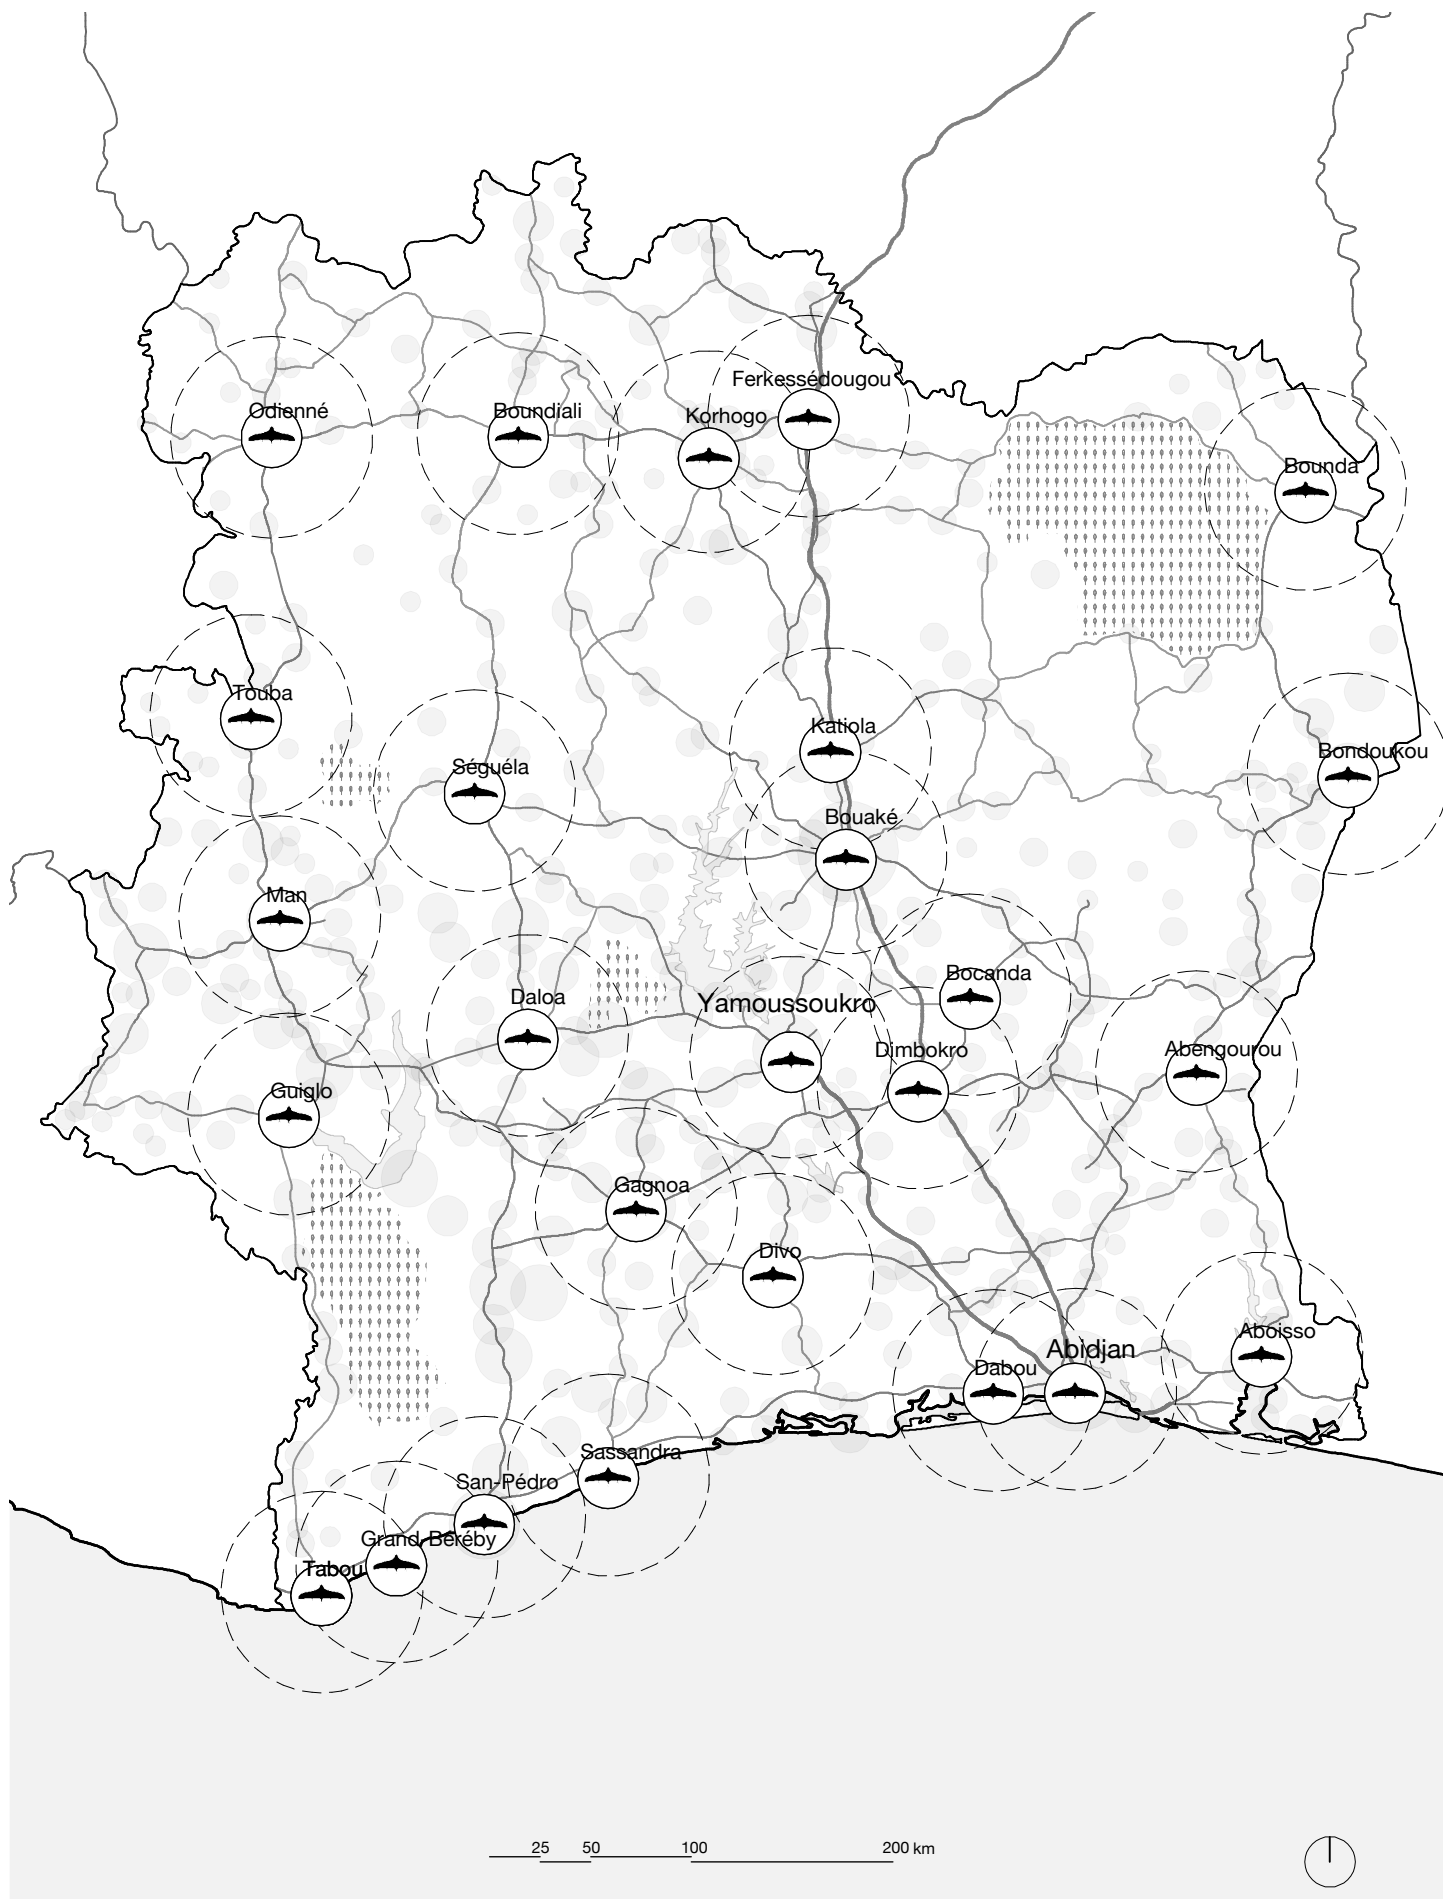 Ferkessédougou
Odienné
Boundiali
Korhogo
Bounda
Touba
Katiola
Bondoukou
Séguéla
Bouaké
Man
Bocanda
Daloa
Yamoussoukro
Dimbokro
Abengourou
Guiglo
Gagnoa
Divo
Aboisso
Abidjan
Dabou
Sassandra
San-Pédro
Grand Béréby
Tabou
25 50 100 200 km